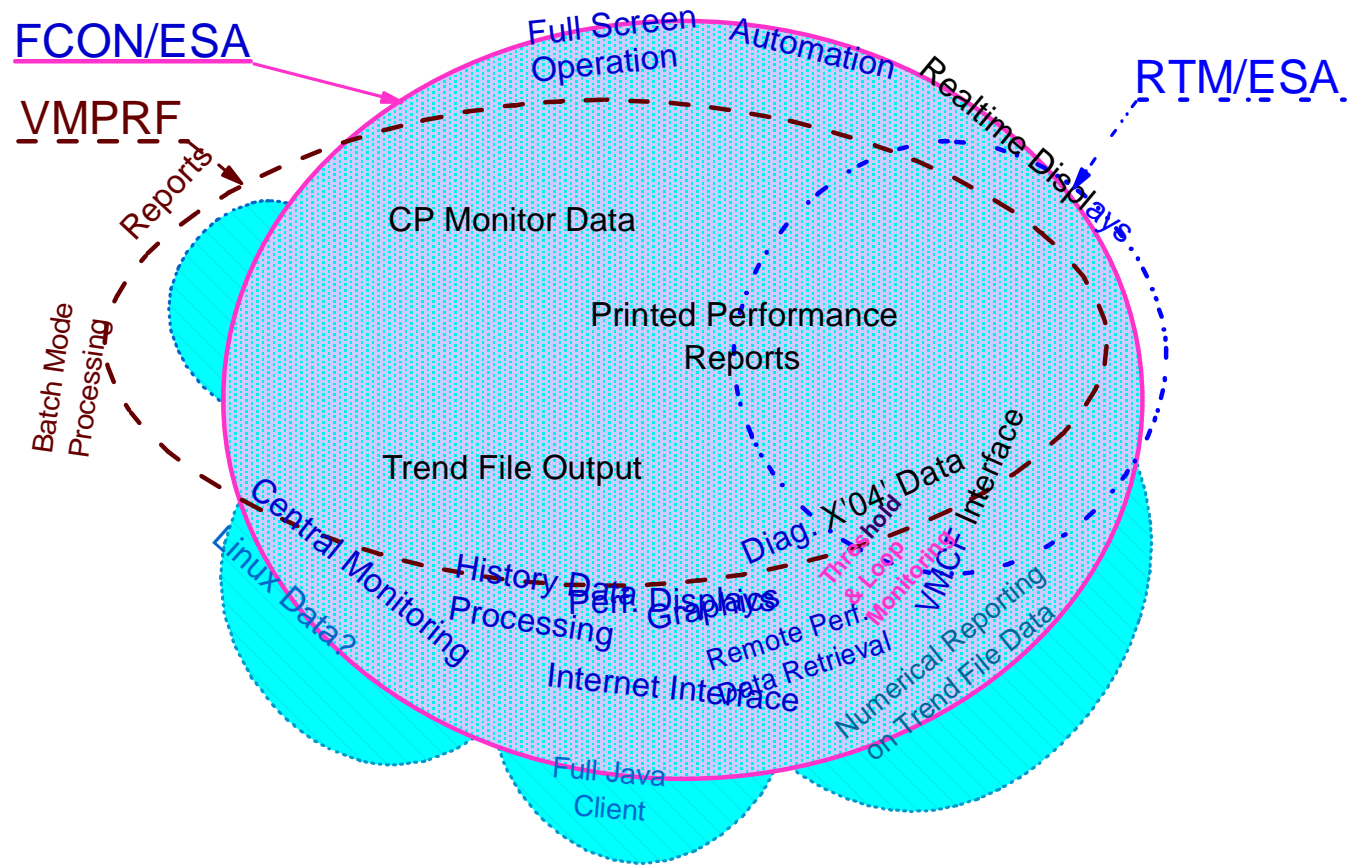 FCON/ESA
VMPRF
Full Screen
Operation
Automation
Realtime Displays
RTM/ESA
Reports
Batch Mode
Processing
CP Monitor Data
Printed Performance
Reports
Trend File Output
Central Monitoring
Linux Data?
History Data
Processing
Perf. Displays
Graphics
Internet Interface
Diag. X'04' Data
Threshold
& Loop
Monitoring
VMCF Interface
Remote Perf.
Data Retrieval
Numerical Reporting
on Trend File Data
Full Java
Client